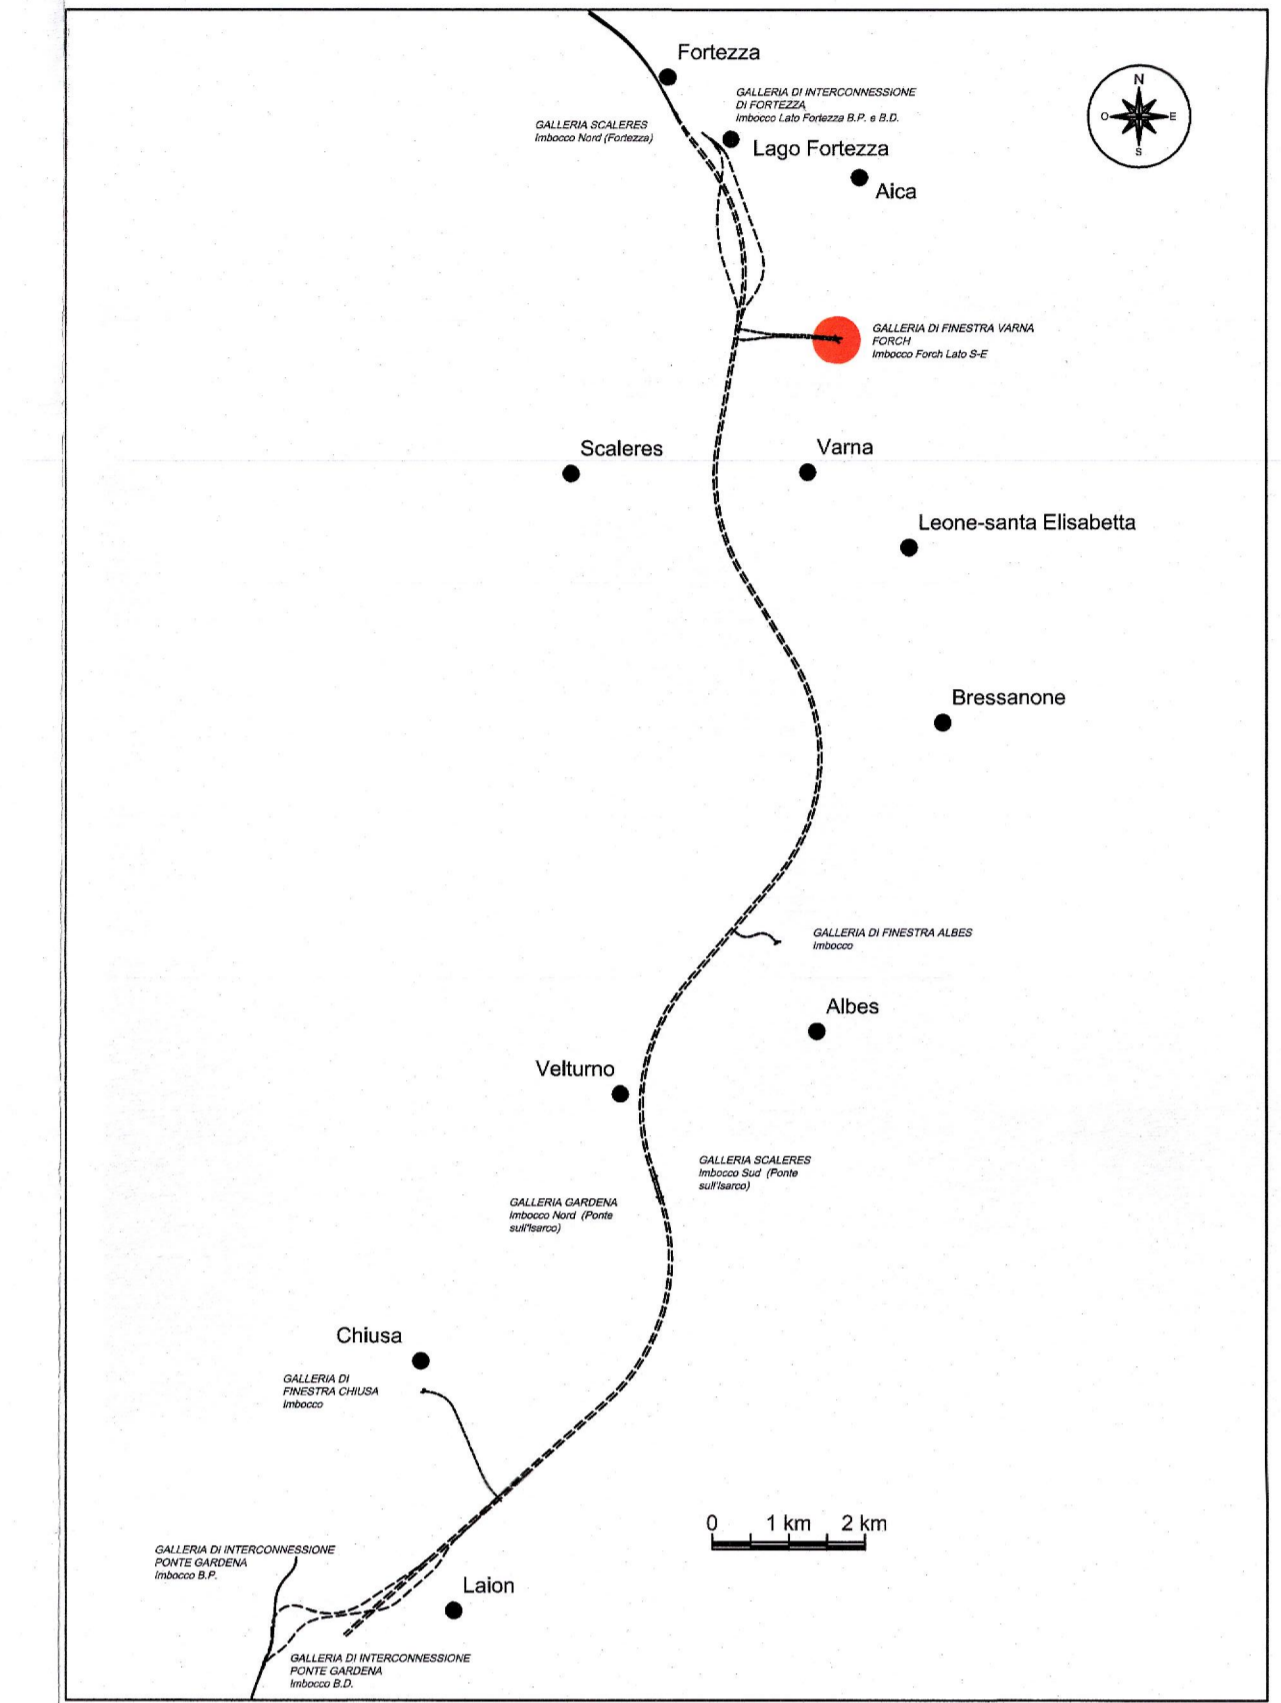 Fortezza
GALLERIA DI INTERCONNESSIONE
DI FORTEZZA
Imbocco Lato Fortezza B.P. e B.D.
GALLERIA SCALERES
Imbocco Nord (Fortezza)
Lago Fortezza
Aica
N
O
E
S
GALLERIA DI FINESTRA VARNA
FORCH
Imbocco Forch Lato S-E
Scaleres
Varna
Leone-santa Elisabetta
Bressanone
GALLERIA DI FINESTRA ALBES
Imbocco
Albes
Velturno
GALLERIA SCALERES
Imbocco Sud (Ponte
sull'Isarco)
GALLERIA GARDENA
Imbocco Nord (Ponte
sull'Isarco)
Chiusa
GALLERIA DI
FINESTRA CHIUSA
Imbocco
0 1 km 2 km
GALLERIA DI INTERCONNESSIONE
PONTE GARDENA
Imbocco B.P.
Laion
GALLERIA DI INTERCONNESSIONE
PONTE GARDENA
Imbocco B.D.